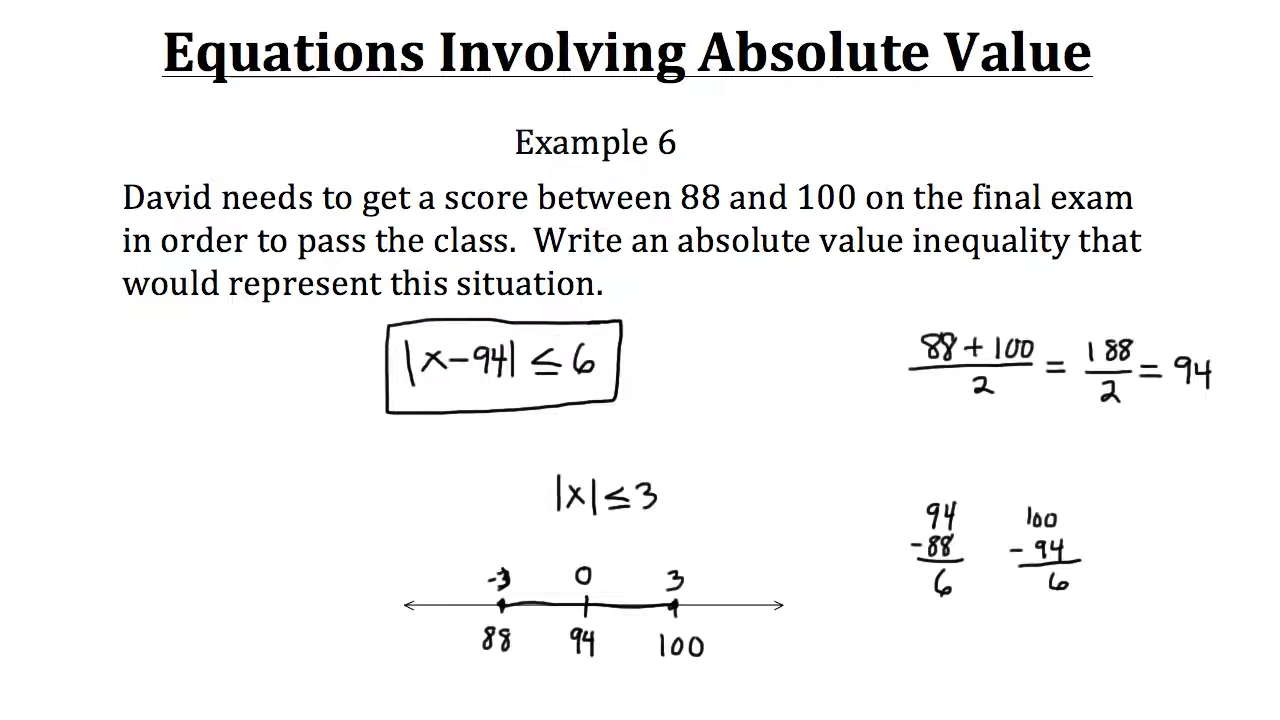 Equations Involving Absolute Value
Example 6
David needs to get a score between 88 and 100 on the final exam
in order to pass the class.  Write an absolute value inequality that
would represent this situation.
|x-94| ≤ 6
88 + 100 / 2 = 188 / 2 = 94
|x| ≤ 3
94
-88
6
100
- 94
6
-3 0 3
88 94 100